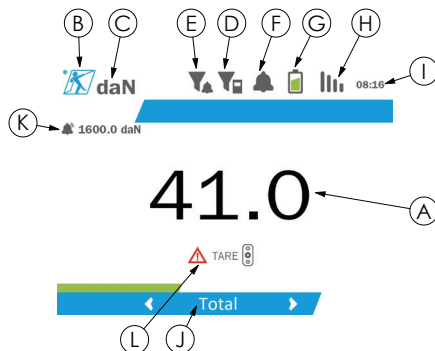 B C E D F G H
daN 08:16 I
K 1600.0 daN
41.0 A
TARE
Total
L J